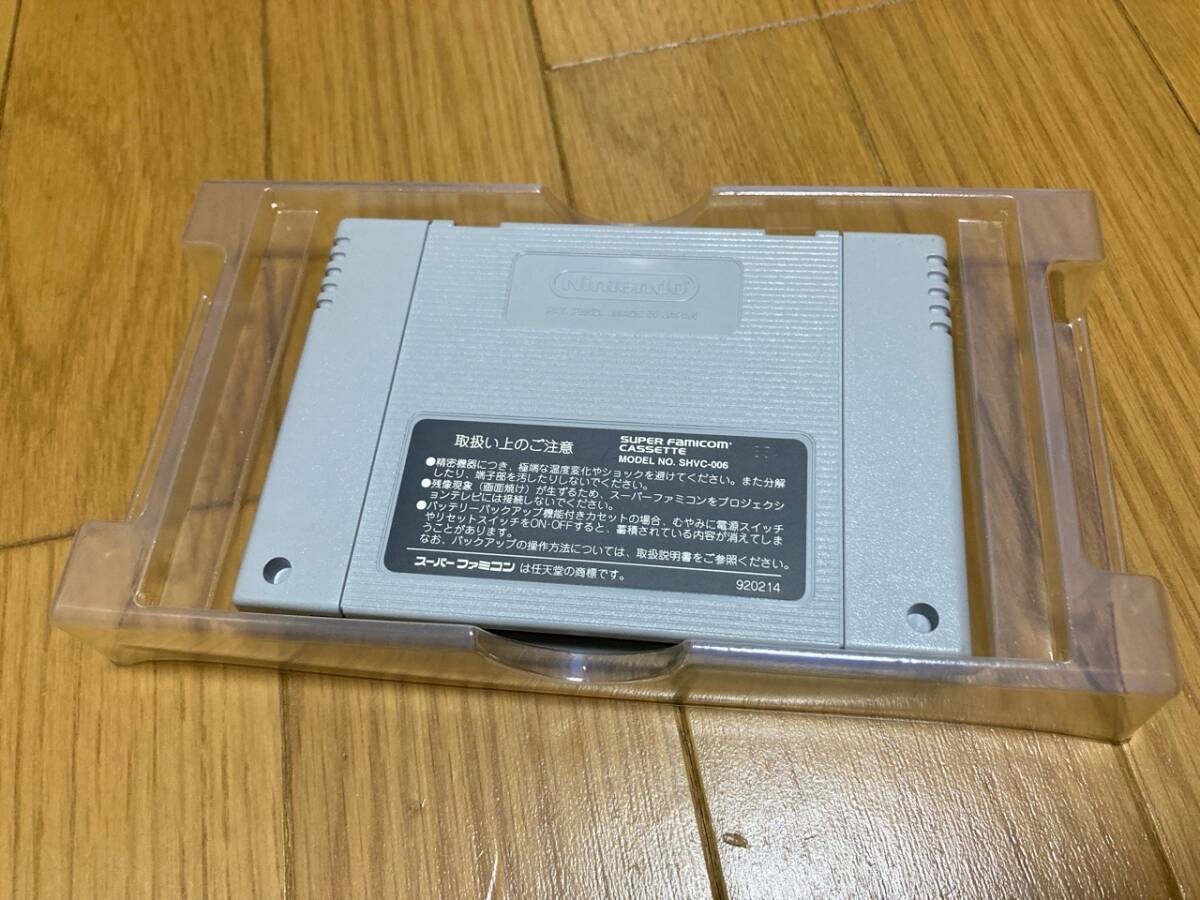 Nintendo
MADE IN JAPAN
取扱い上のご注意
SUPER FAMICOM
CASSETTE
MODEL NO. SHVC-006
●精密機器につき、極端な温度変化やショックを避けてください。また分解
したり、端子部を汚したりしないでください。
●残像現象（画面焼け）が生ずるため、スーパーファミコンをプロジェクシ
ョンテレビには接続しないでください。
●バッテリーバックアップ機能付きカセットの場合、むやみに電源スイッチ
やリセットスイッチをON・OFFすると、蓄積されている内容が消えてしま
うことがあります。
なお、バックアップの操作方法については、取扱説明書をご参照ください。
スーパーファミコンは任天堂の商標です。
920214